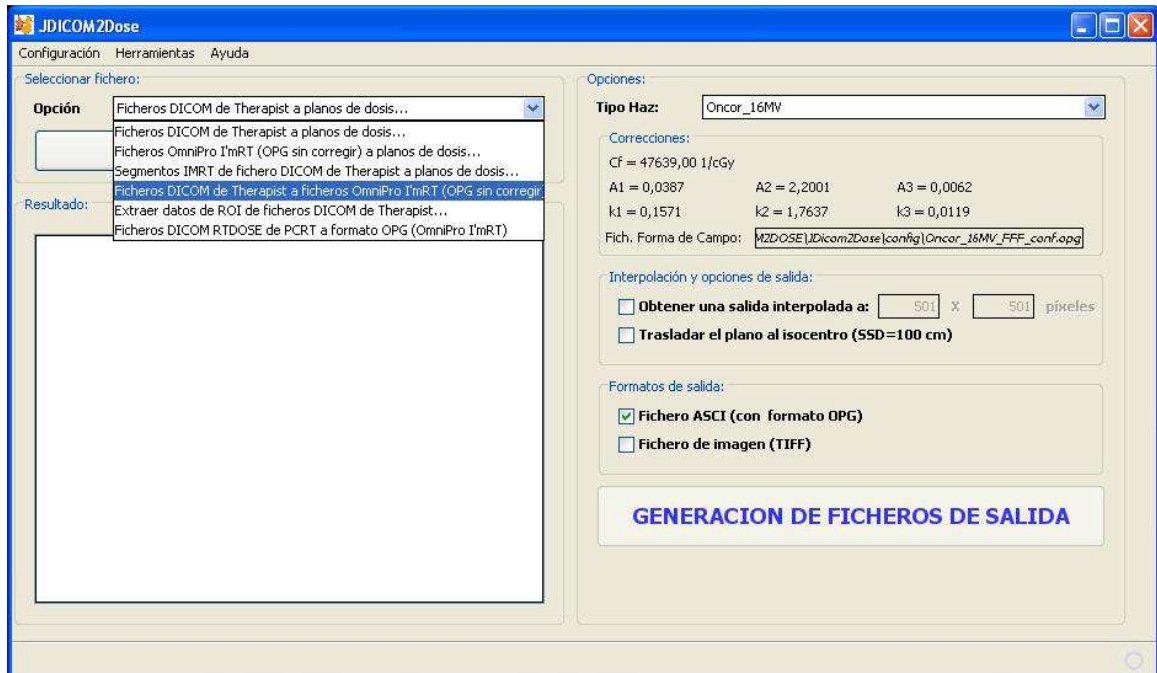 JDICOM2Dose
Configuración Herramientas Ayuda
Seleccionar fichero:
Opción Ficheros DICOM de Therapist a planos de dosis...
Ficheros DICOM de Therapist a planos de dosis...
Ficheros OmniPro I'mRT (OPG sin corregir) a planos de dosis...
Segmentos IMRT de fichero DICOM de Therapist a planos de dosis...
Ficheros DICOM de Therapist a ficheros OmniPro I'mRT (OPG sin corregir
Extraer datos de ROI de ficheros DICOM de Therapist...
Ficheros DICOM RTDOSE de PCRT a formato OPG (OmniPro I'mRT)
Resultado:
Opciones:
Tipo Haz: Oncor_16MV
Correcciones:
Cf = 47639,00 1/cGy
A1 = 0,0387 A2 = 2,2001 A3 = 0,0062
k1 = 0,1571 k2 = 1,7637 k3 = 0,0119
Fich. Forma de Campo: M2DOSE\JDicom2Dose\config\Oncor_16MV_FFF_conf.opg
Interpolación y opciones de salida:
Obtener una salida interpolada a: 501 X 501 píxeles
Trasladar el plano al isocentro (SSD=100 cm)
Formatos de salida:
Fichero ASCI (con formato OPG)
Fichero de imagen (TIFF)
GENERACION DE FICHEROS DE SALIDA